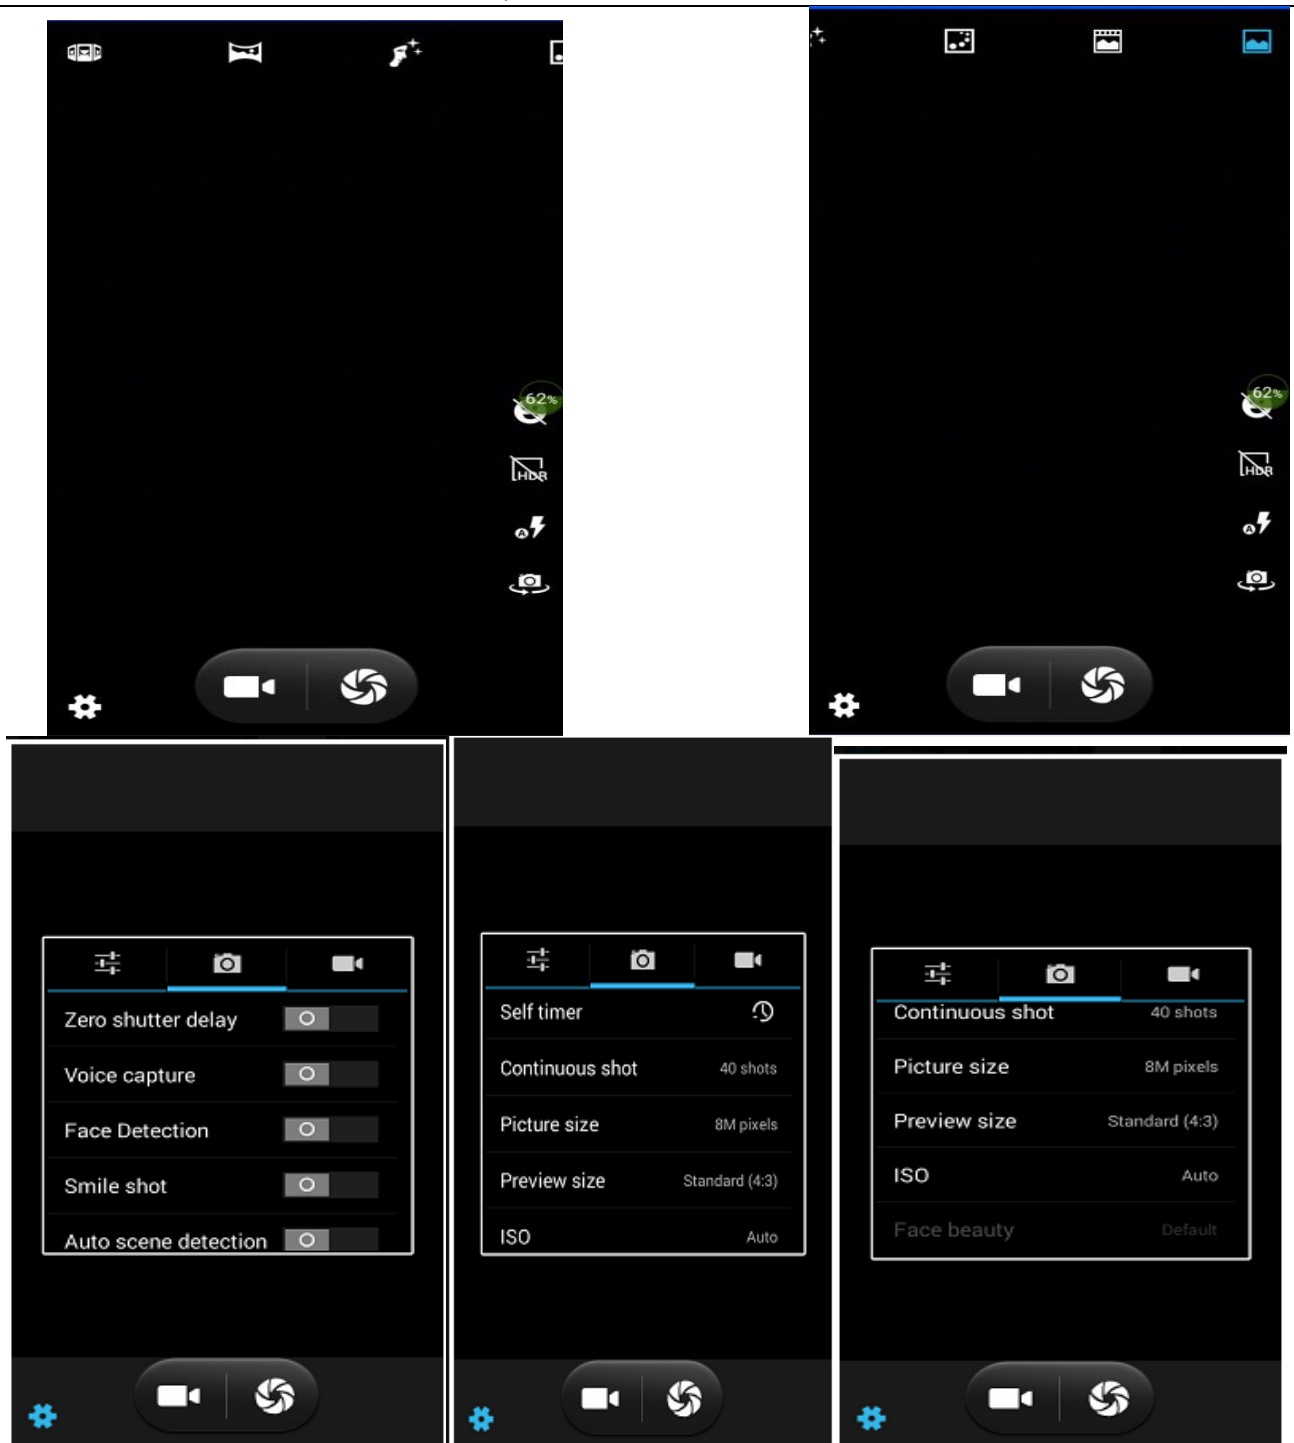 62%
HDR
A
62%
HDR
A
Zero shutter delay
Voice capture
Face Detection
Smile shot
Auto scene detection
Self timer
Continuous shot 40 shots
Picture size 8M pixels
Preview size Standard (4:3)
ISO Auto
Continuous shot 40 shots
Picture size 8M pixels
Preview size Standard (4:3)
ISO Auto
Face beauty Default